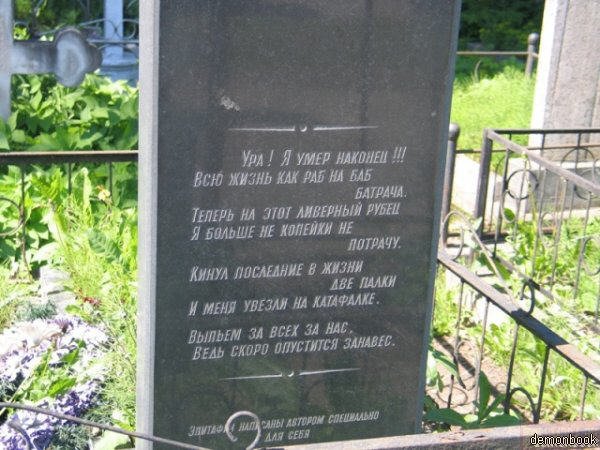 Ура! Я умер наконец!!!
Всю жизнь как раб на баб
батрача.
Теперь на этот ливерный рубец
Я больше не копейки не
потрачу.
Кинул последние в жизни
две палки
И меня увезли на катафалке.
Выпьем за всех за нас.
Ведь скоро опустится занавес.
Эпитафия написаны автором специально
для себя
demonbook